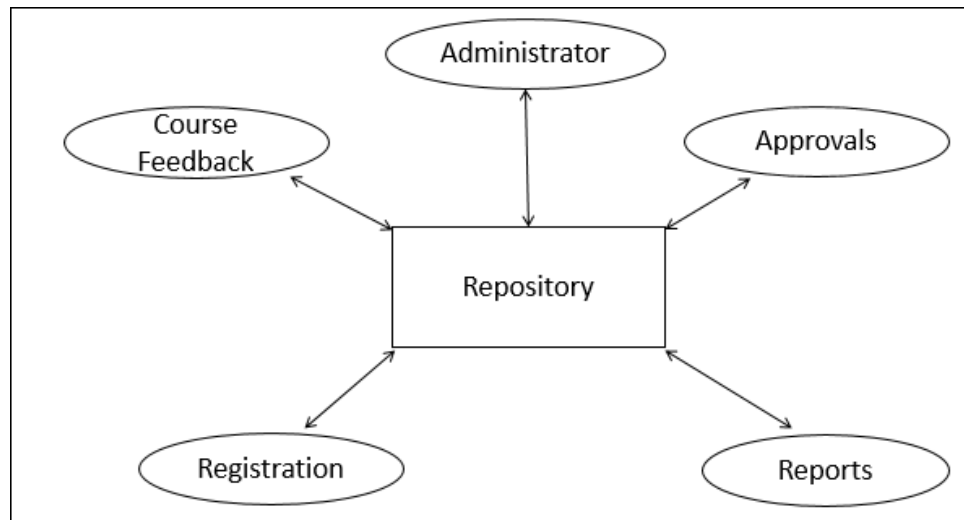 Administrator
Course
Feedback
Approvals
Repository
Registration
Reports